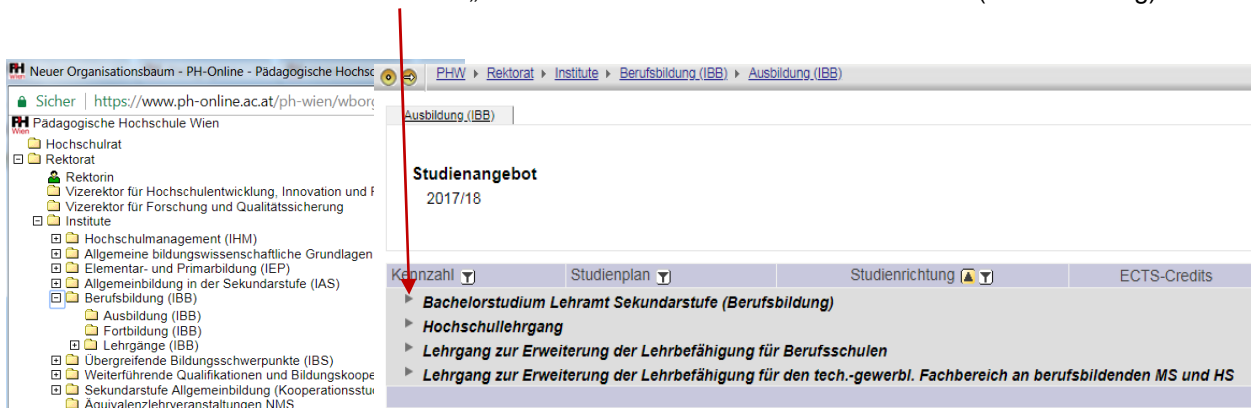 Neuer Organisationsbaum - PH-Online - Pädagogische
Sicher | https://www.ph-online.ac.at/ph-wien/
PH Wien Pädagogische Hochschule Wien
Hochschulrat
Rektorat
Rektorin
Vizerektor für Hochschulentwicklung, Innovation und
Vizerektor für Forschung und Qualitätssicherung
Institute
Hochschulmanagement (IHM)
Allgemeine bildungswissenschaftliche Grundlagen
Elementar- und Primarbildung (IEP)
Allgemeinbildung in der Sekundarstufe (IAS)
Berufsbildung (IBB)
Ausbildung (IBB)
Fortbildung (IBB)
Lehrgänge (IBB)
Übergreifende Bildungsschwerpunkte (IBS)
Weiterführende Qualifikationen und
Sekundarstufe Allgemeinbildung
Äquivalenzlehrveranstaltungen NMS
PHW Rektorat Institute Berufsbildung (IBB) Ausbildung (IBB)
Ausbildung (IBB)
Studienangebot
2017/18
Kennzahl Studienplan Studienrichtung ECTS-Credits
Bachelorstudium Lehramt Sekundarstufe (Berufsbildung)
Hochschullehrgang
Lehrgang zur Erweiterung der Lehrbefähigung für Berufsschulen
Lehrgang zur Erweiterung der Lehrbefähigung für den tech.-gewerbl. Fachbereich an berufsbildenden MS und HS